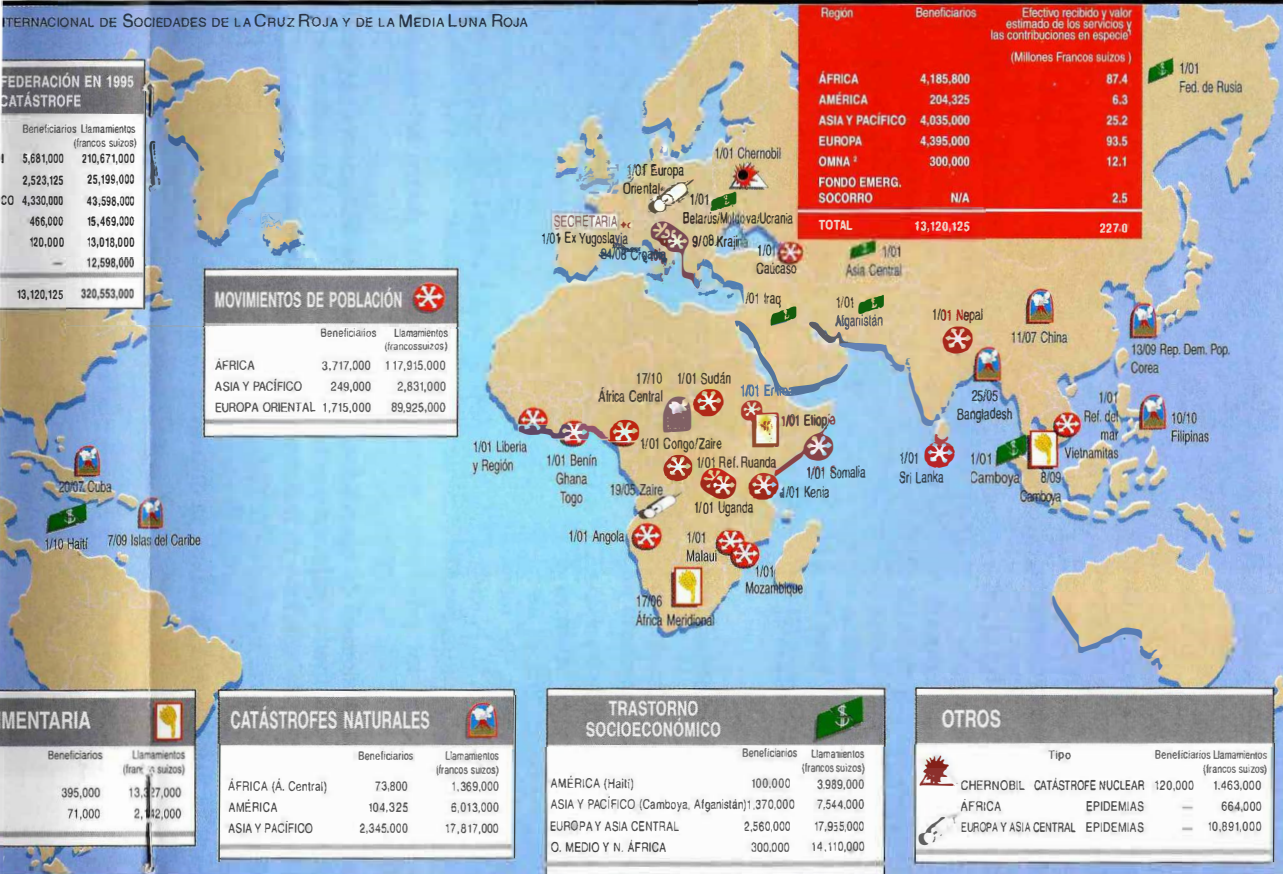 TERNACIONAL DE SOCIEDADES DE LA CRUZ ROJA Y DE LA MEDIA LUNA ROJA
FEDERACIÓN EN 1995
CATÁSTROFE
Beneficiarios Llamamientos
(francos suizos)
5,681,000 210,671,000
2,523,125 25,199,000
CO 4,330,000 43,598,000
466,000 15,469,000
120.000 13,018,000
— 12,598,000
13,120,125 320,553,000
Región Beneficiarios Efectivo recibido y valor
estimado de los servicios y
las contribuciones en especie¹
(Millones Francos suizos )
ÁFRICA 4,185,800 87.4
AMÉRICA 204,325 6.3
ASIA Y PACÍFICO 4,035,000 25.2
EUROPA 4,395,000 93.5
OMNA ² 300,000 12.1
FONDO EMERG.
SOCORRO N/A 2.5
TOTAL 13,120,125 227.0
1/01
Fed. de Rusia
1/01 Chernobil
1/01 Europa
Oriental
1/01
Belarús/Moldova/Ucrania
SECRETARIA
1/01 Ex Yugoslavia
9/08 Krajina
Croacia
1/01
Caúcaso
1/01
Asia Central
/01 Iraq
1/01
Afganistán
1/01 Nepal
11/07 China
13/09 Rep. Dem. Pop.
Corea
25/05
Bangladesh
1/01
Ref. del
mar
Vietnamitas
10/10
Filipinas
1/01
Sri Lanka
1/01
Camboya
8/09
Camboya
MOVIMIENTOS DE POBLACIÓN
Beneficiarios Llamamientos
(francossuizos)
ÁFRICA 3,717,000 117,915,000
ASIA Y PACÍFICO 249,000 2,831,000
EUROPA ORIENTAL 1,715,000 89,925,000
17/10
África Central
1/01 Sudán
1/01
1/01 Etiopia
1/01 Liberia
y Región
1/01 Benín
Ghana
Togo
1/01 Congo/Zaire
1/01 Ref. Ruanda
1/01 Somalia
1/01 Kenia
19/05 Zaire
1/01 Uganda
1/01 Angola
1/01
Malaui
1/01
Mozambique
17/06
África Meridional
20/07 Cuba
1/10 Haití
7/09 Islas del Caribe
MENTARIA
Beneficiarios Llamamientos
suizos)
395,000
71,000
CATÁSTROFES NATURALES
Beneficiarios Llamamientos
(francos suizos)
ÁFRICA (Á. Central) 73,800 1,369,000
AMÉRICA 104,325 6,013,000
ASIA Y PACÍFICO 2,345,000 17,817,000
TRASTORNO
SOCIOECONÓMICO
Beneficiarios Llamamientos
(francos suizos)
AMÉRICA (Haití) 100.000 3.989,000
ASIA Y PACÍFICO (Camboya, Afganistán) 1,370,000 7,544,000
EUROPA Y ASIA CENTRAL 2,560,000
O. MEDIO Y N. ÁFRICA 300,000 14,110,000
OTROS
Tipo Beneficiarios Llamamientos
(francos suizos)
CHERNOBIL CATÁSTROFE NUCLEAR 120,000 1.463,000
ÁFRICA EPIDEMIAS — 664,000
EUROPA Y ASIA CENTRAL EPIDEMIAS — 10,891,000